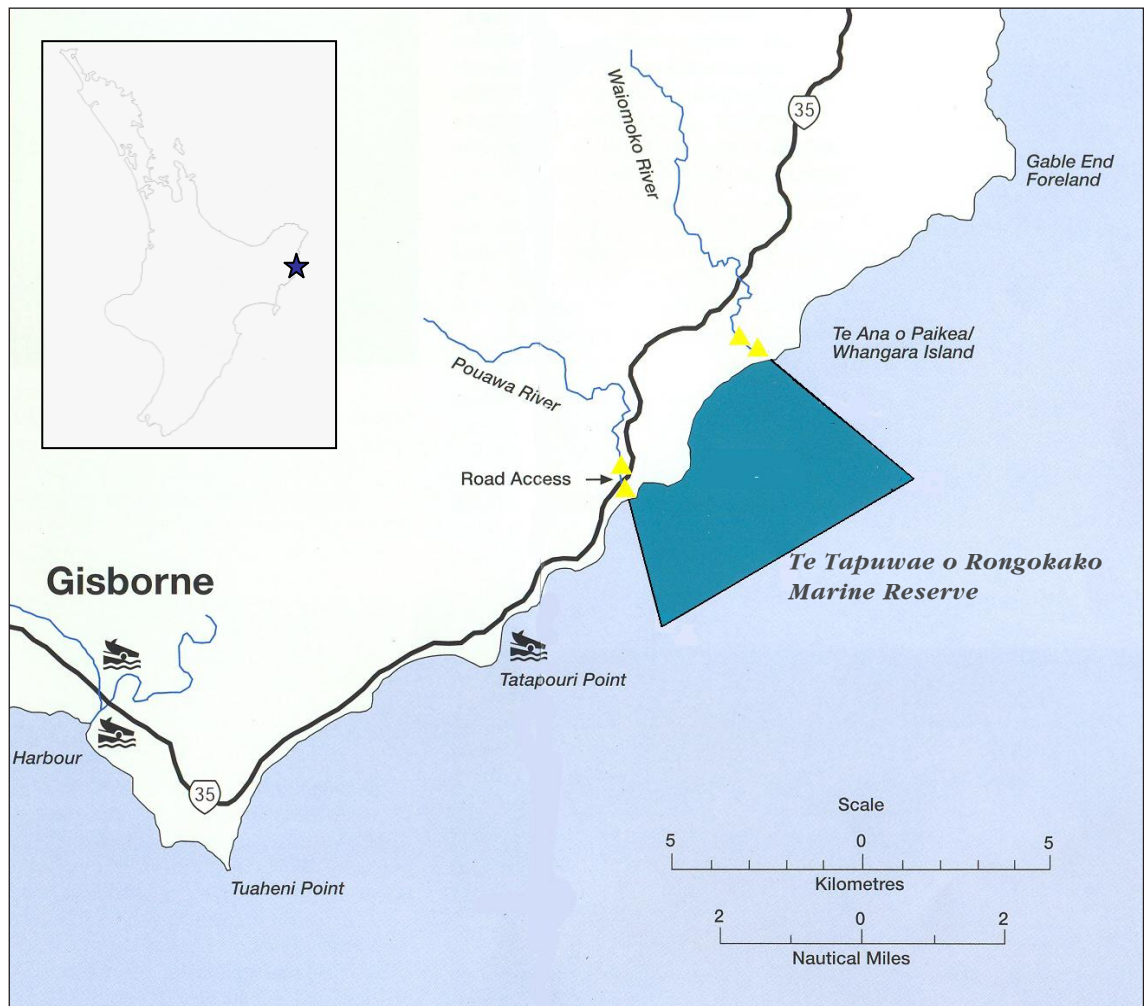 35
Waiomoko River
Gable End
Foreland
Te Ana o Paikea/
Whangara Island
Pouawa River
Road Access
Te Tapuwae o Rongokako
Marine Reserve
Gisborne
Tatapouri Point
Harbour
35
Tuaheni Point
Scale
5 0 5
Kilometres
2 0 2
Nautical Miles